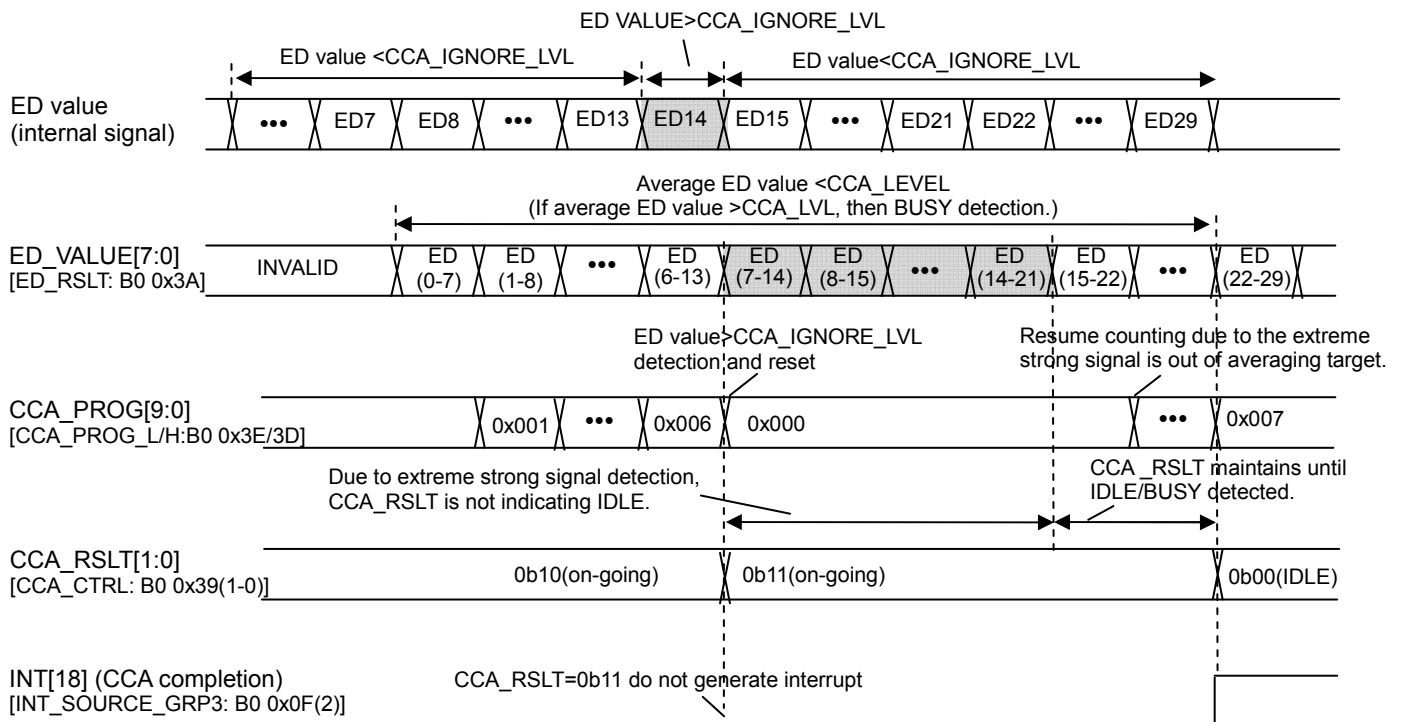 ED VALUE>CCA_IGNORE_LVL
ED value <CCA_IGNORE_LVL
ED value<CCA_IGNORE_LVL
ED value
(internal signal)
••• ED7 ED8 ••• ED13 ED14 ED15 ••• ED21 ED22 ••• ED29
Average ED value <CCA_LEVEL
(If average ED value >CCA_LVL, then BUSY detection.)
ED_VALUE[7:0]
[ED_RSLT: B0 0x3A]
INVALID
ED
(0-7)
ED
(1-8)
•••
ED
(6-13)
ED
(7-14)
ED
(8-15)
•••
ED
(14-21)
ED
(15-22)
•••
ED
(22-29)
ED value>CCA_IGNORE_LVL
detection and reset
Resume counting due to the extreme
strong signal is out of averaging target.
CCA_PROG[9:0]
[CCA_PROG_L/H:B0 0x3E/3D]
0x001 ••• 0x006 0x000 ••• 0x007
Due to extreme strong signal detection,
CCA_RSLT is not indicating IDLE.
CCA _RSLT maintains until
IDLE/BUSY detected.
CCA_RSLT[1:0]
[CCA_CTRL: B0 0x39(1-0)]
0b10(on-going) 0b11(on-going) 0b00(IDLE)
INT[18] (CCA completion)
[INT_SOURCE_GRP3: B0 0x0F(2)]
CCA_RSLT=0b11 do not generate interrupt